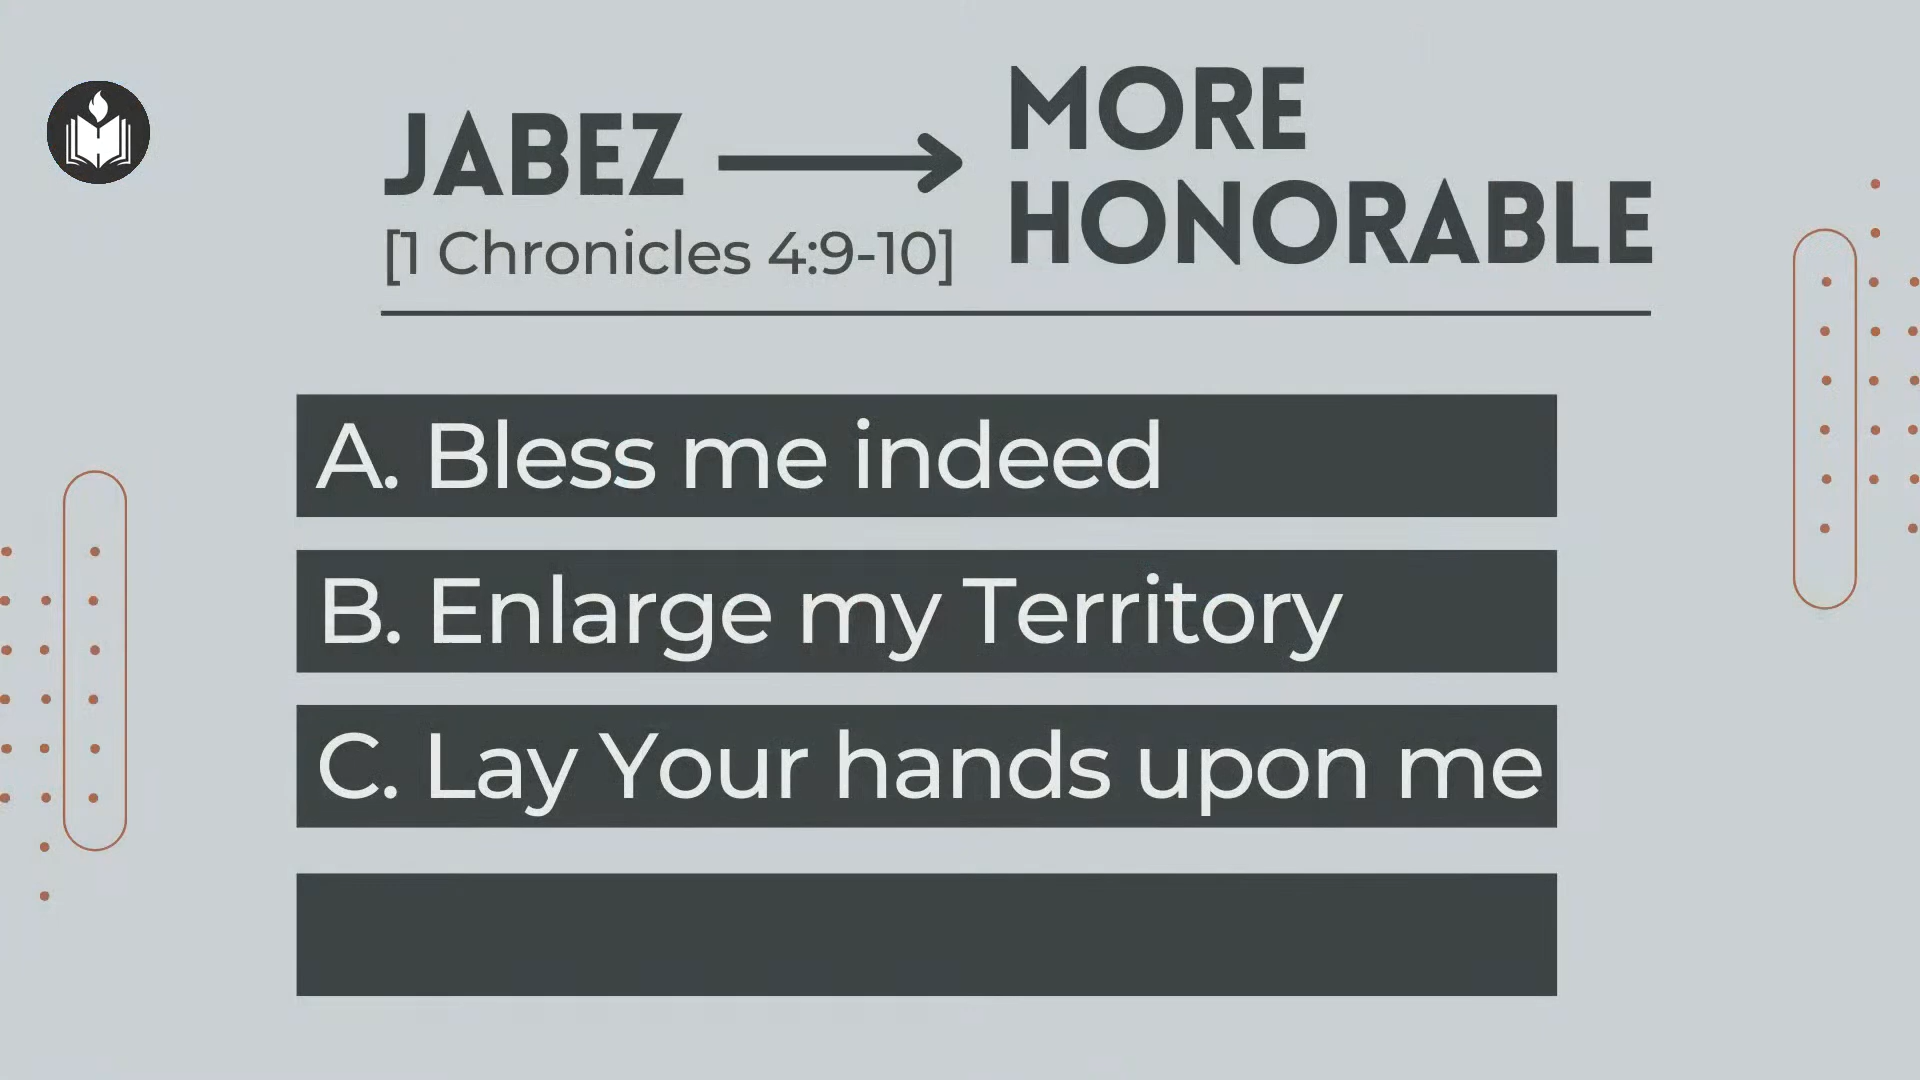 JABEZ
[1 Chronicles 4:9-10]
MORE
HONORABLE
A. Bless me indeed
B. Enlarge my Territory
C. Lay Your hands upon me